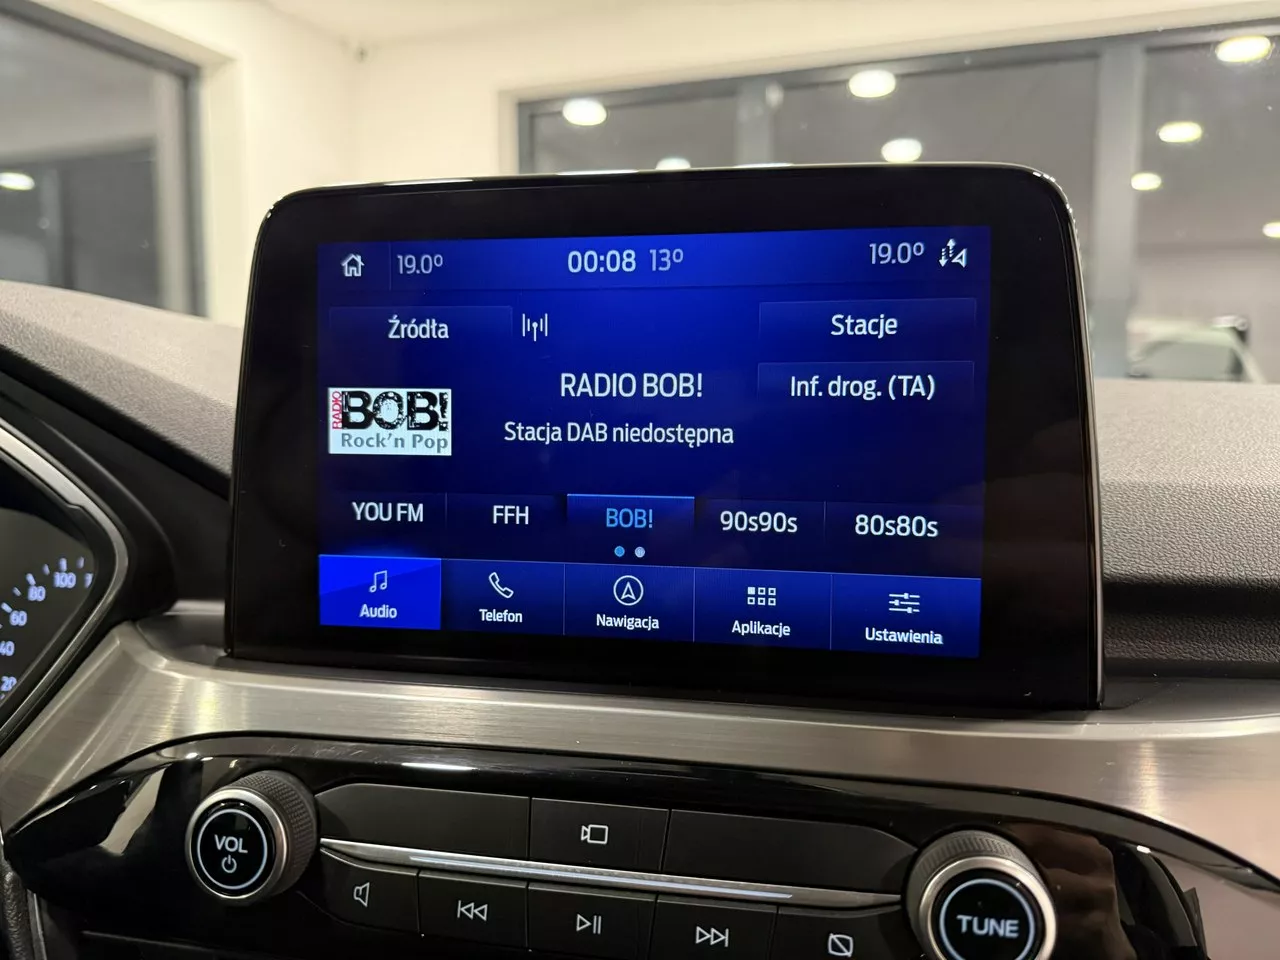 19.0°
00:08 13°
19.0°
Źródła
Stacje
RADIO BOB!
Inf. drog. (TA)
RADIO BOB!
Rock'n Pop
Stacja DAB niedostępna
YOU FM
FFH
BOB!
90s90s
80s80s
Audio
Telefon
Nawigacja
Aplikacje
Ustawienia
100
80
60
40
20
VOL
TUNE